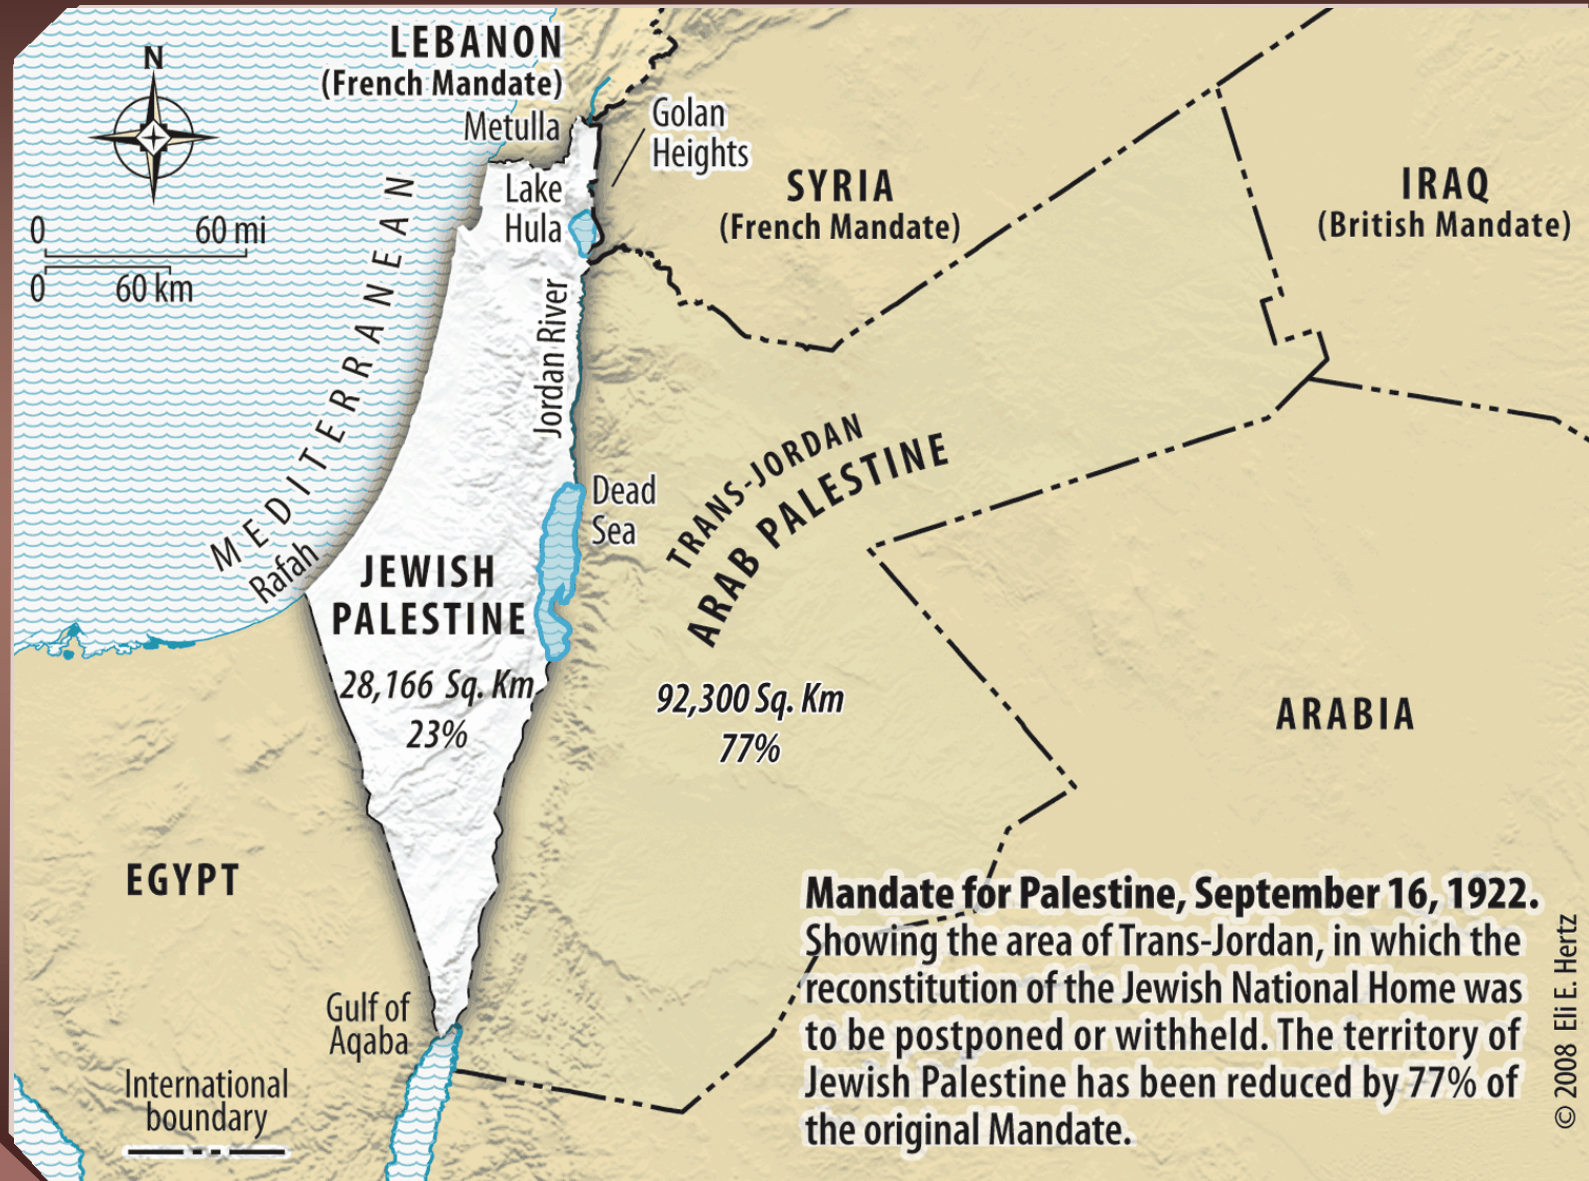 LEBANON
(French Mandate)
N
Metulla
Golan
Heights
SYRIA
(French Mandate)
IRAQ
(British Mandate)
Lake
Hula
0 60 mi
0 60 km
MEDITERRANEAN
Jordan River
Rafah
Dead
Sea
TRANS-JORDAN
ARAB PALESTINE
JEWISH
PALESTINE
28,166 Sq. Km
23%
92,300 Sq. Km
77%
ARABIA
EGYPT
Gulf of
Aqaba
International
boundary
Mandate for Palestine, September 16, 1922.
Showing the area of Trans-Jordan, in which the
reconstitution of the Jewish National Home was
to be postponed or withheld. The territory of
Jewish Palestine has been reduced by 77% of
the original Mandate.
© 2008 Eli E. Hertz